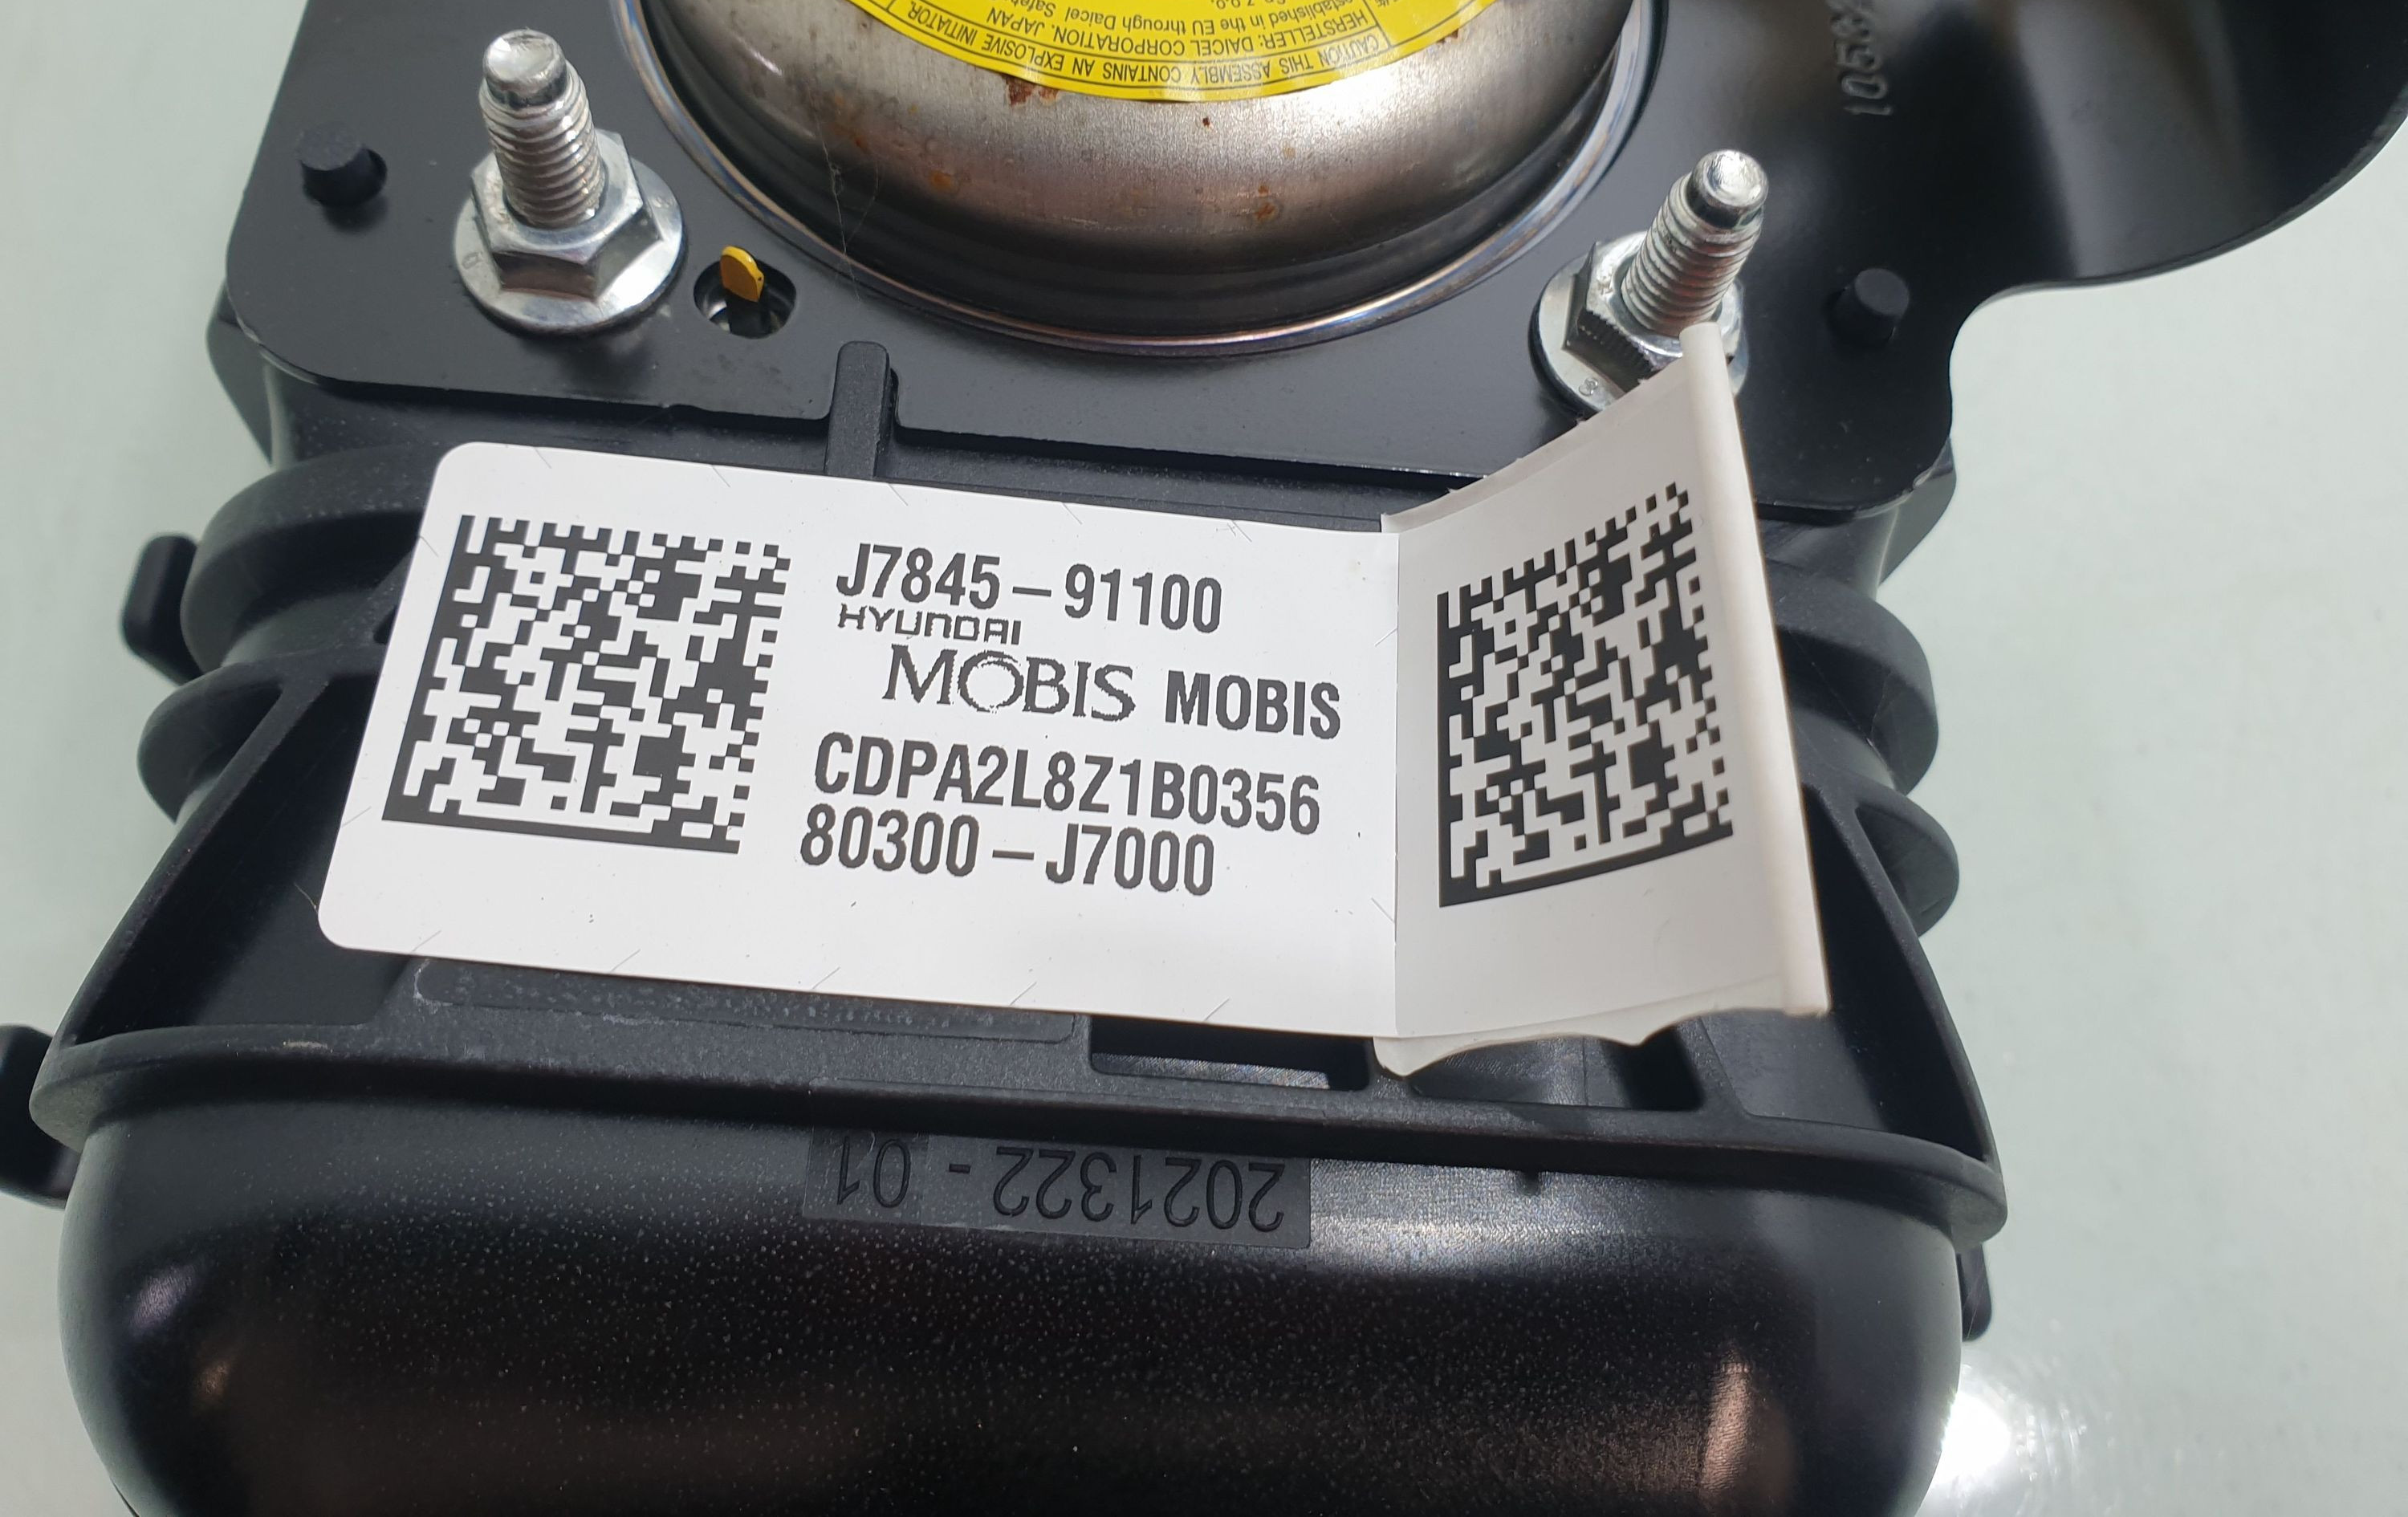 established in the EU through Daicel Safet
HERSTELLER: DAICEL CORPORATION, JAPAN
CAUTION THIS ASSEMBLY CONTAINS AN EXPLOSIVE INITIATOR.
J7845-91100
HYUNDAI
MOBIS MOBIS
CDPA2L8Z1B0356
80300-J7000
2021322-01